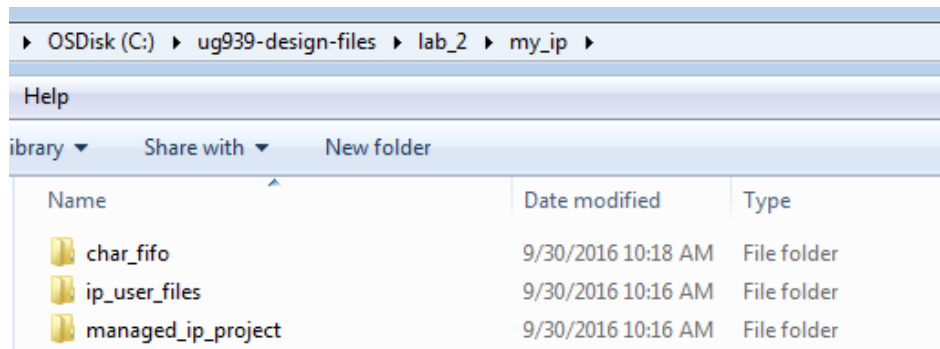 OSDisk (C:) ug939-design-files lab_2 my_ip
Help
ibrary Share with New folder
Name Date modified Type
char_fifo 9/30/2016 10:18 AM File folder
ip_user_files 9/30/2016 10:16 AM File folder
managed_ip_project 9/30/2016 10:16 AM File folder